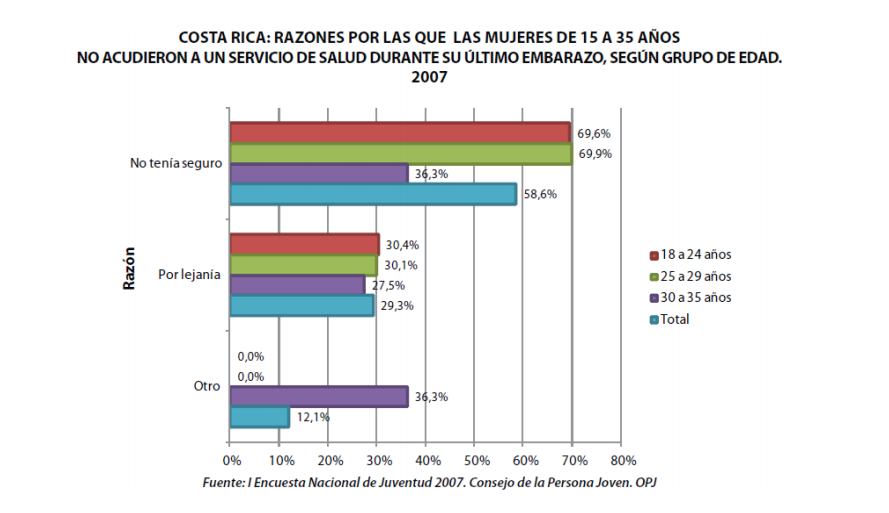 COSTA RICA: RAZONES POR LAS QUE LAS MUJERES DE 15 A 35 AÑOS
NO ACUDIERON A UN SERVICIO DE SALUD DURANTE SU ÚLTIMO EMBARAZO, SEGÚN GRUPO DE EDAD.
2007
Razón
No tenía seguro
69,6%
69,9%
36,3%
58,6%
Por lejanía
30,4%
30,1%
27,5%
29,3%
Otro
0,0%
0,0%
36,3%
12,1%
0% 10% 20% 30% 40% 50% 60% 70% 80%
18 a 24 años
25 a 29 años
30 a 35 años
Total
Fuente: I Encuesta Nacional de Juventud 2007. Consejo de la Persona Joven. OPJ